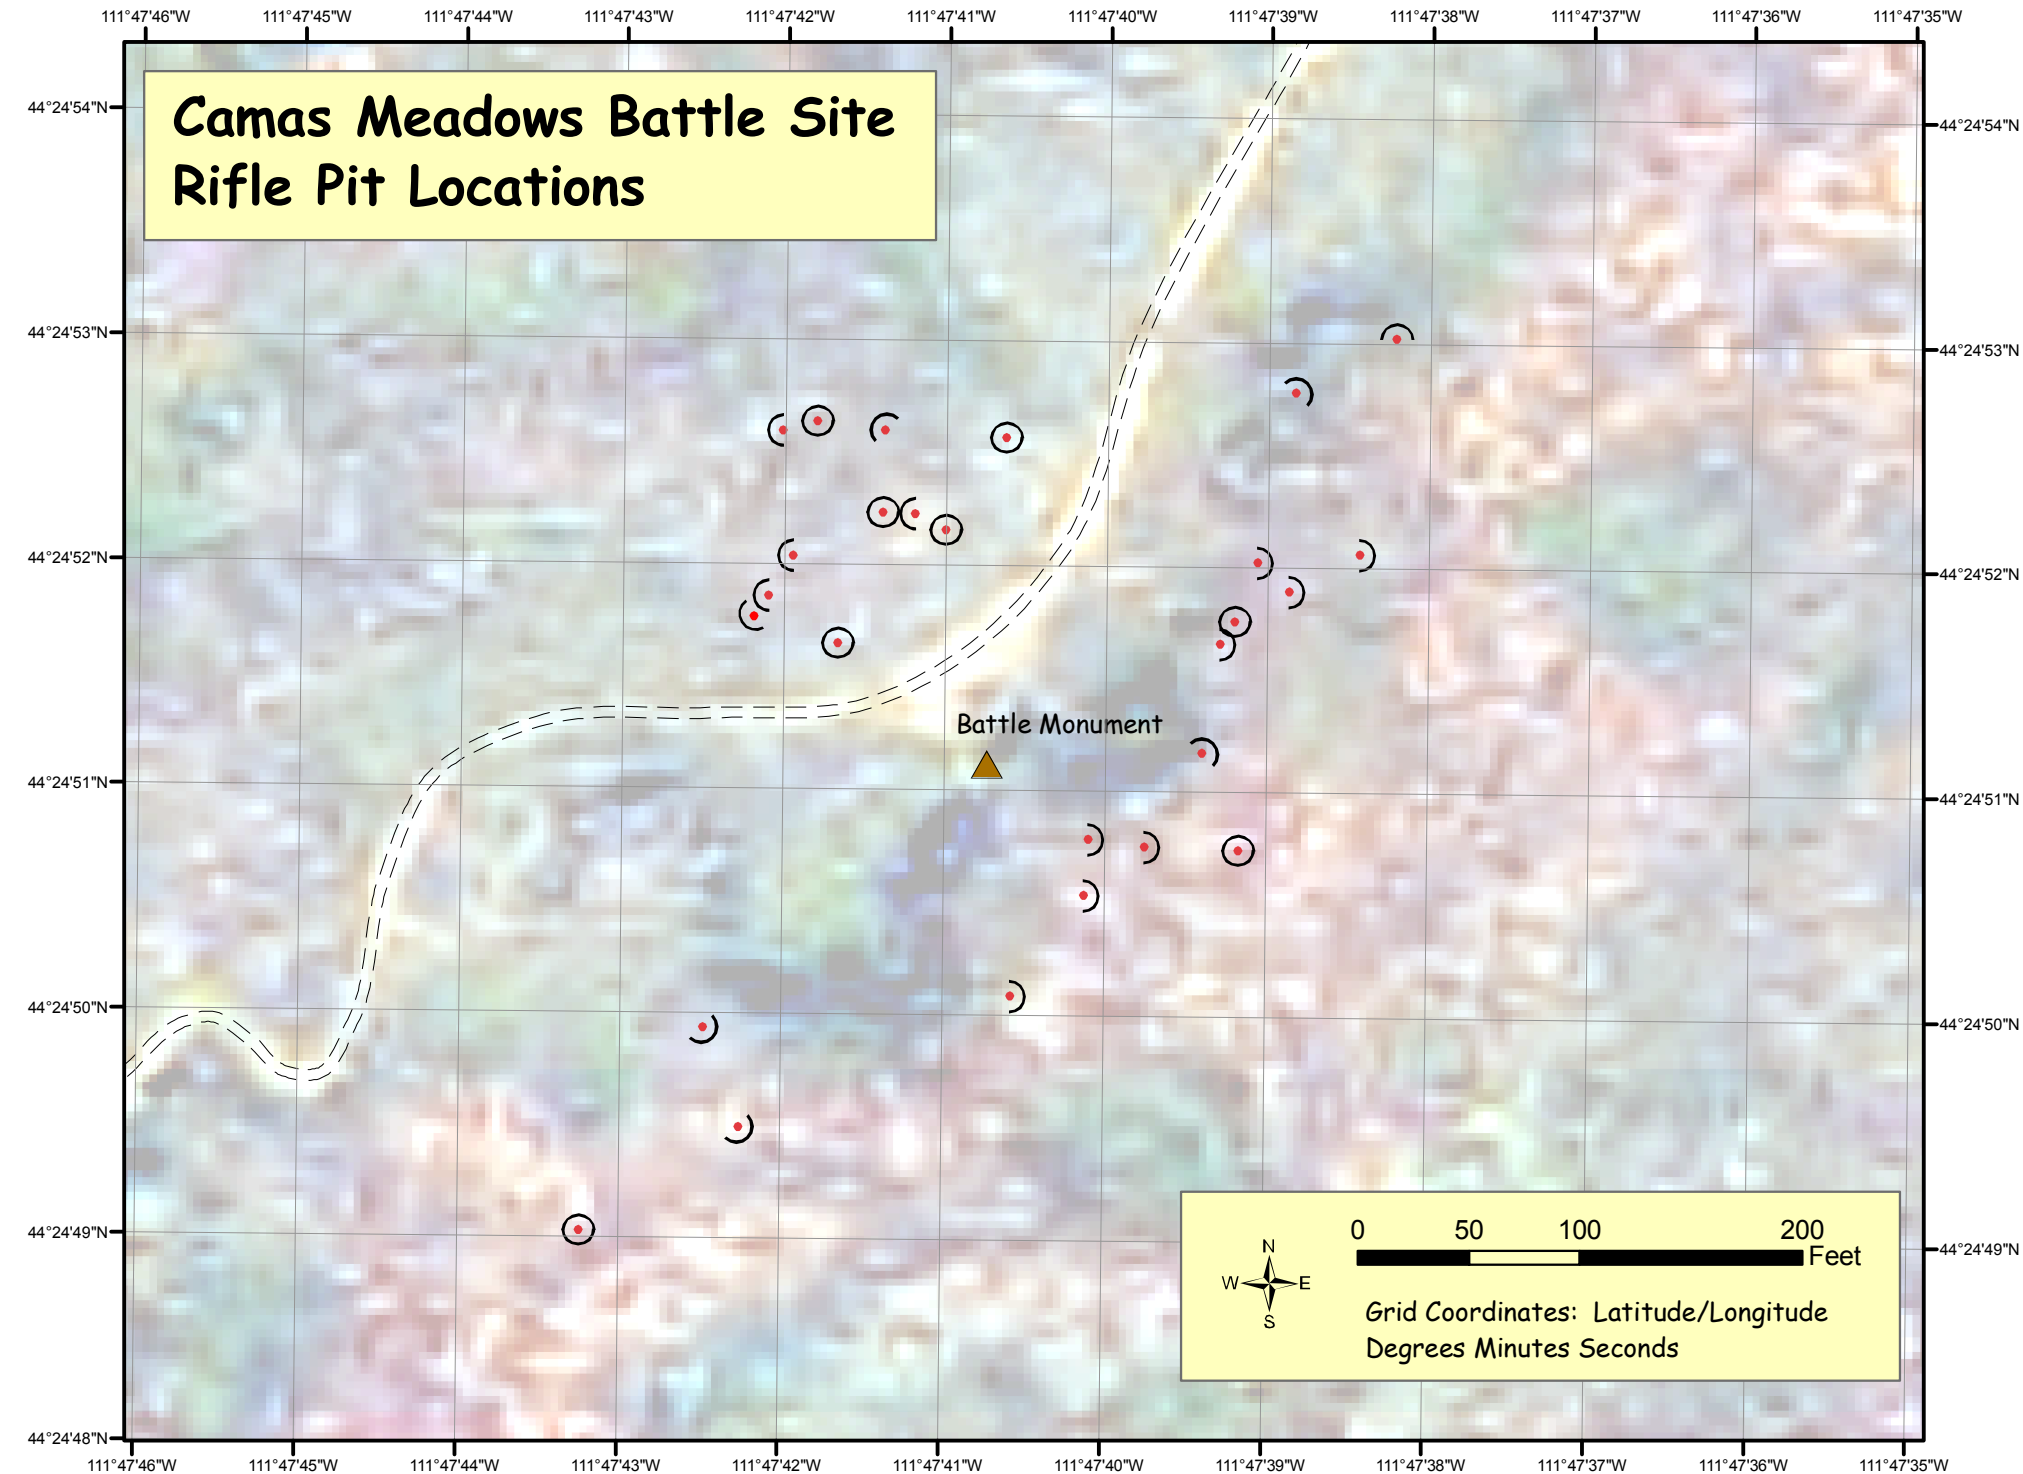 111°47'46"W 111°47'45"W 111°47'44"W 111°47'43"W 111°47'42"W 111°47'41"W 111°47'40"W 111°47'39"W 111°47'38"W 111°47'37"W 111°47'36"W 111°47'35"W
Camas Meadows Battle Site
Rifle Pit Locations
44°24'54"N 44°24'54"N
44°24'53"N 44°24'53"N
44°24'52"N 44°24'52"N
Battle Monument
44°24'51"N 44°24'51"N
44°24'50"N 44°24'50"N
44°24'49"N 44°24'49"N
0 50 100 200
Feet
N
W E
S
Grid Coordinates: Latitude/Longitude
Degrees Minutes Seconds
44°24'48"N
111°47'46"W 111°47'45"W 111°47'44"W 111°47'43"W 111°47'42"W 111°47'41"W 111°47'40"W 111°47'39"W 111°47'38"W 111°47'37"W 111°47'36"W 111°47'35"W